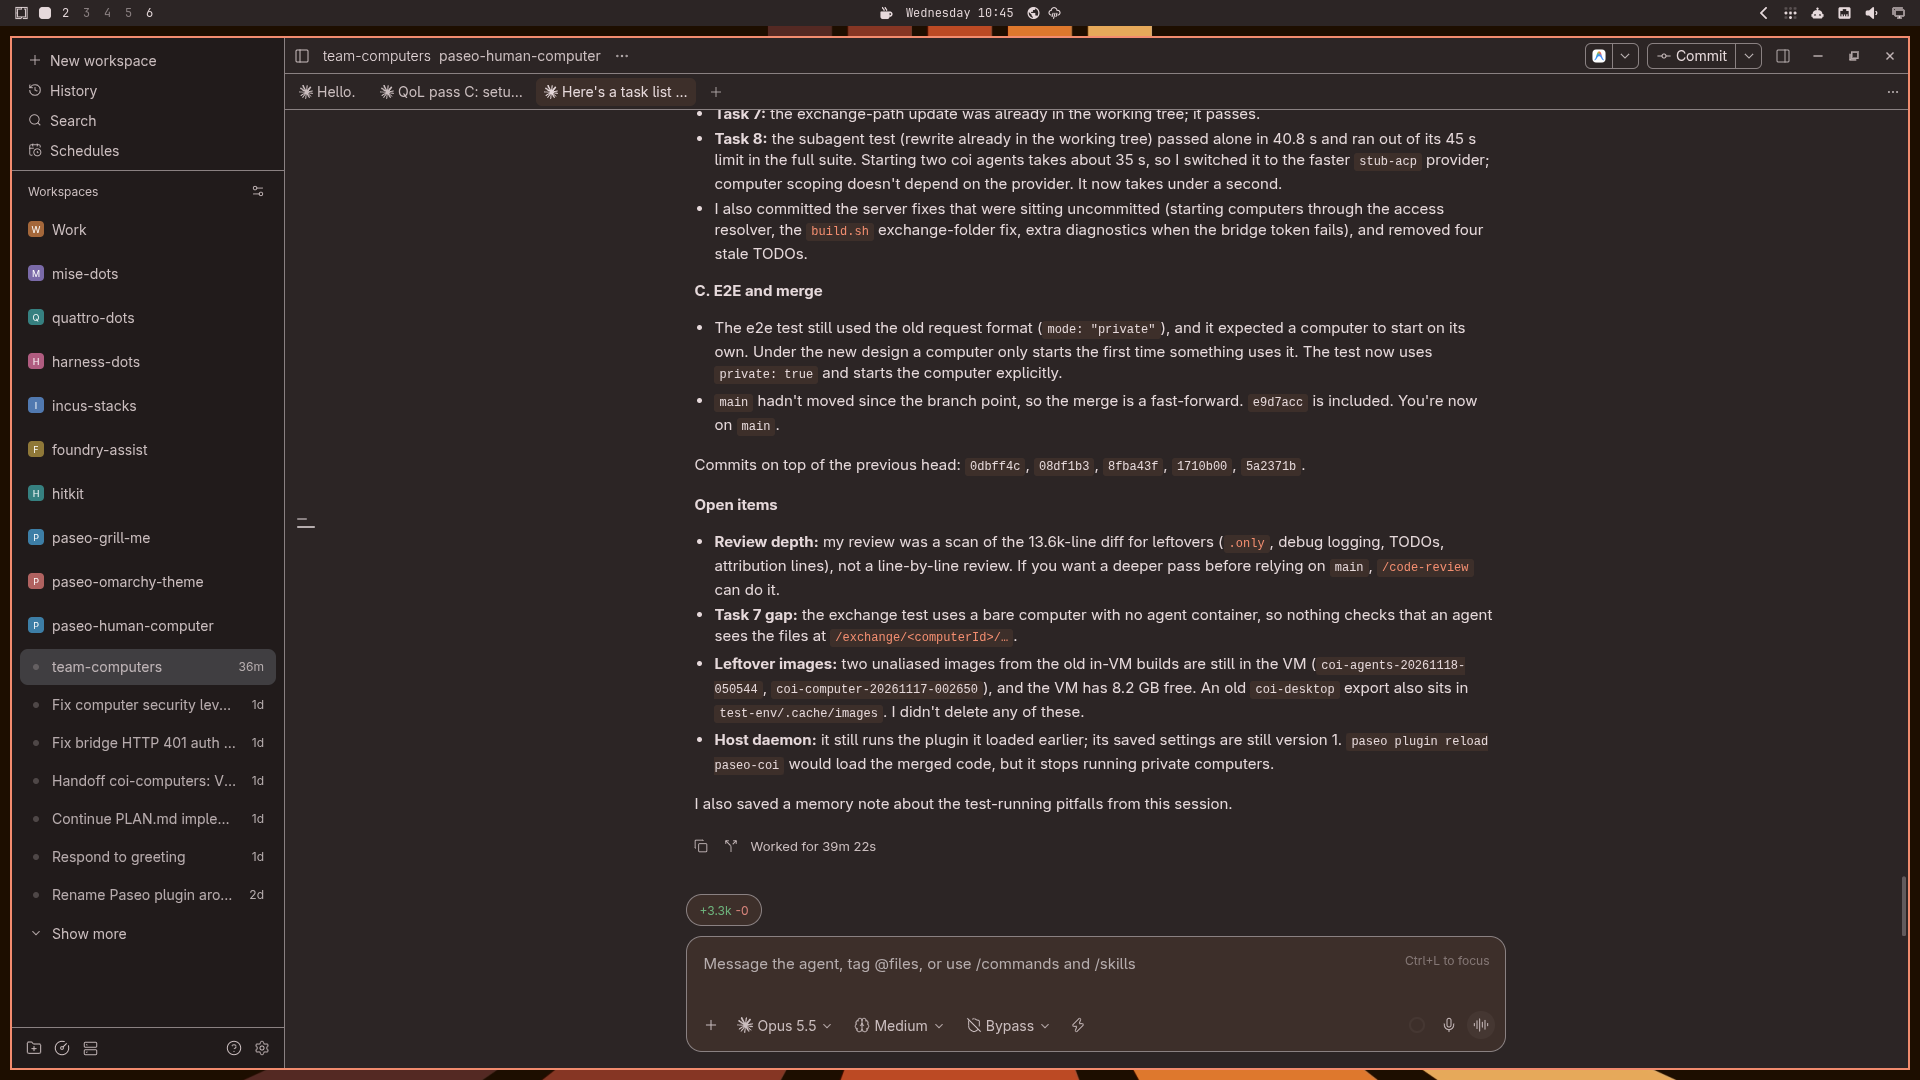 2 3 4 5 6
Wednesday 10:45
New workspace
History
Search
Schedules
Workspaces
W Work
M mise-dots
Q quattro-dots
H harness-dots
I incus-stacks
F foundry-assist
H hitkit
P paseo-grill-me
P paseo-omarchy-theme
P paseo-human-computer
team-computers 36m
Fix computer security lev... 1d
Fix bridge HTTP 401 auth ... 1d
Handoff coi-computers: V... 1d
Continue PLAN.md imple... 1d
Respond to greeting 1d
Rename Paseo plugin aro... 2d
Show more
team-computers paseo-human-computer
Commit
Hello.
QoL pass C: setu...
Here's a task list ...
• Task 7: the exchange-path update was already in the working tree; it passes.
• Task 8: the subagent test (rewrite already in the working tree) passed alone in 40.8 s and ran out of its 45 s
limit in the full suite. Starting two coi agents takes about 35 s, so I switched it to the faster stub-acp provider;
computer scoping doesn't depend on the provider. It now takes under a second.
• I also committed the server fixes that were sitting uncommitted (starting computers through the access
resolver, the build.sh exchange-folder fix, extra diagnostics when the bridge token fails), and removed four
stale TODOs.
C. E2E and merge
• The e2e test still used the old request format (mode: "private"), and it expected a computer to start on its
own. Under the new design a computer only starts the first time something uses it. The test now uses
private: true and starts the computer explicitly.
• main hadn't moved since the branch point, so the merge is a fast-forward. e9d7acc is included. You're now
on main.
Commits on top of the previous head: 0dbff4c, 08df1b3, 8fba43f, 1710b00, 5a2371b.
Open items
• Review depth: my review was a scan of the 13.6k-line diff for leftovers (.only, debug logging, TODOs,
attribution lines), not a line-by-line review. If you want a deeper pass before relying on main, /code-review
can do it.
• Task 7 gap: the exchange test uses a bare computer with no agent container, so nothing checks that an agent
sees the files at /exchange/<computerId>/….
• Leftover images: two unaliased images from the old in-VM builds are still in the VM (coi-agents-20261118-
050544, coi-computer-20261117-002650), and the VM has 8.2 GB free. An old coi-desktop export also sits in
test-env/.cache/images. I didn't delete any of these.
• Host daemon: it still runs the plugin it loaded earlier; its saved settings are still version 1. paseo plugin reload
paseo-coi would load the merged code, but it stops running private computers.
I also saved a memory note about the test-running pitfalls from this session.
Worked for 39m 22s
+3.3k -0
Message the agent, tag @files, or use /commands and /skills
Ctrl+L to focus
Opus 5.5
Medium
Bypass